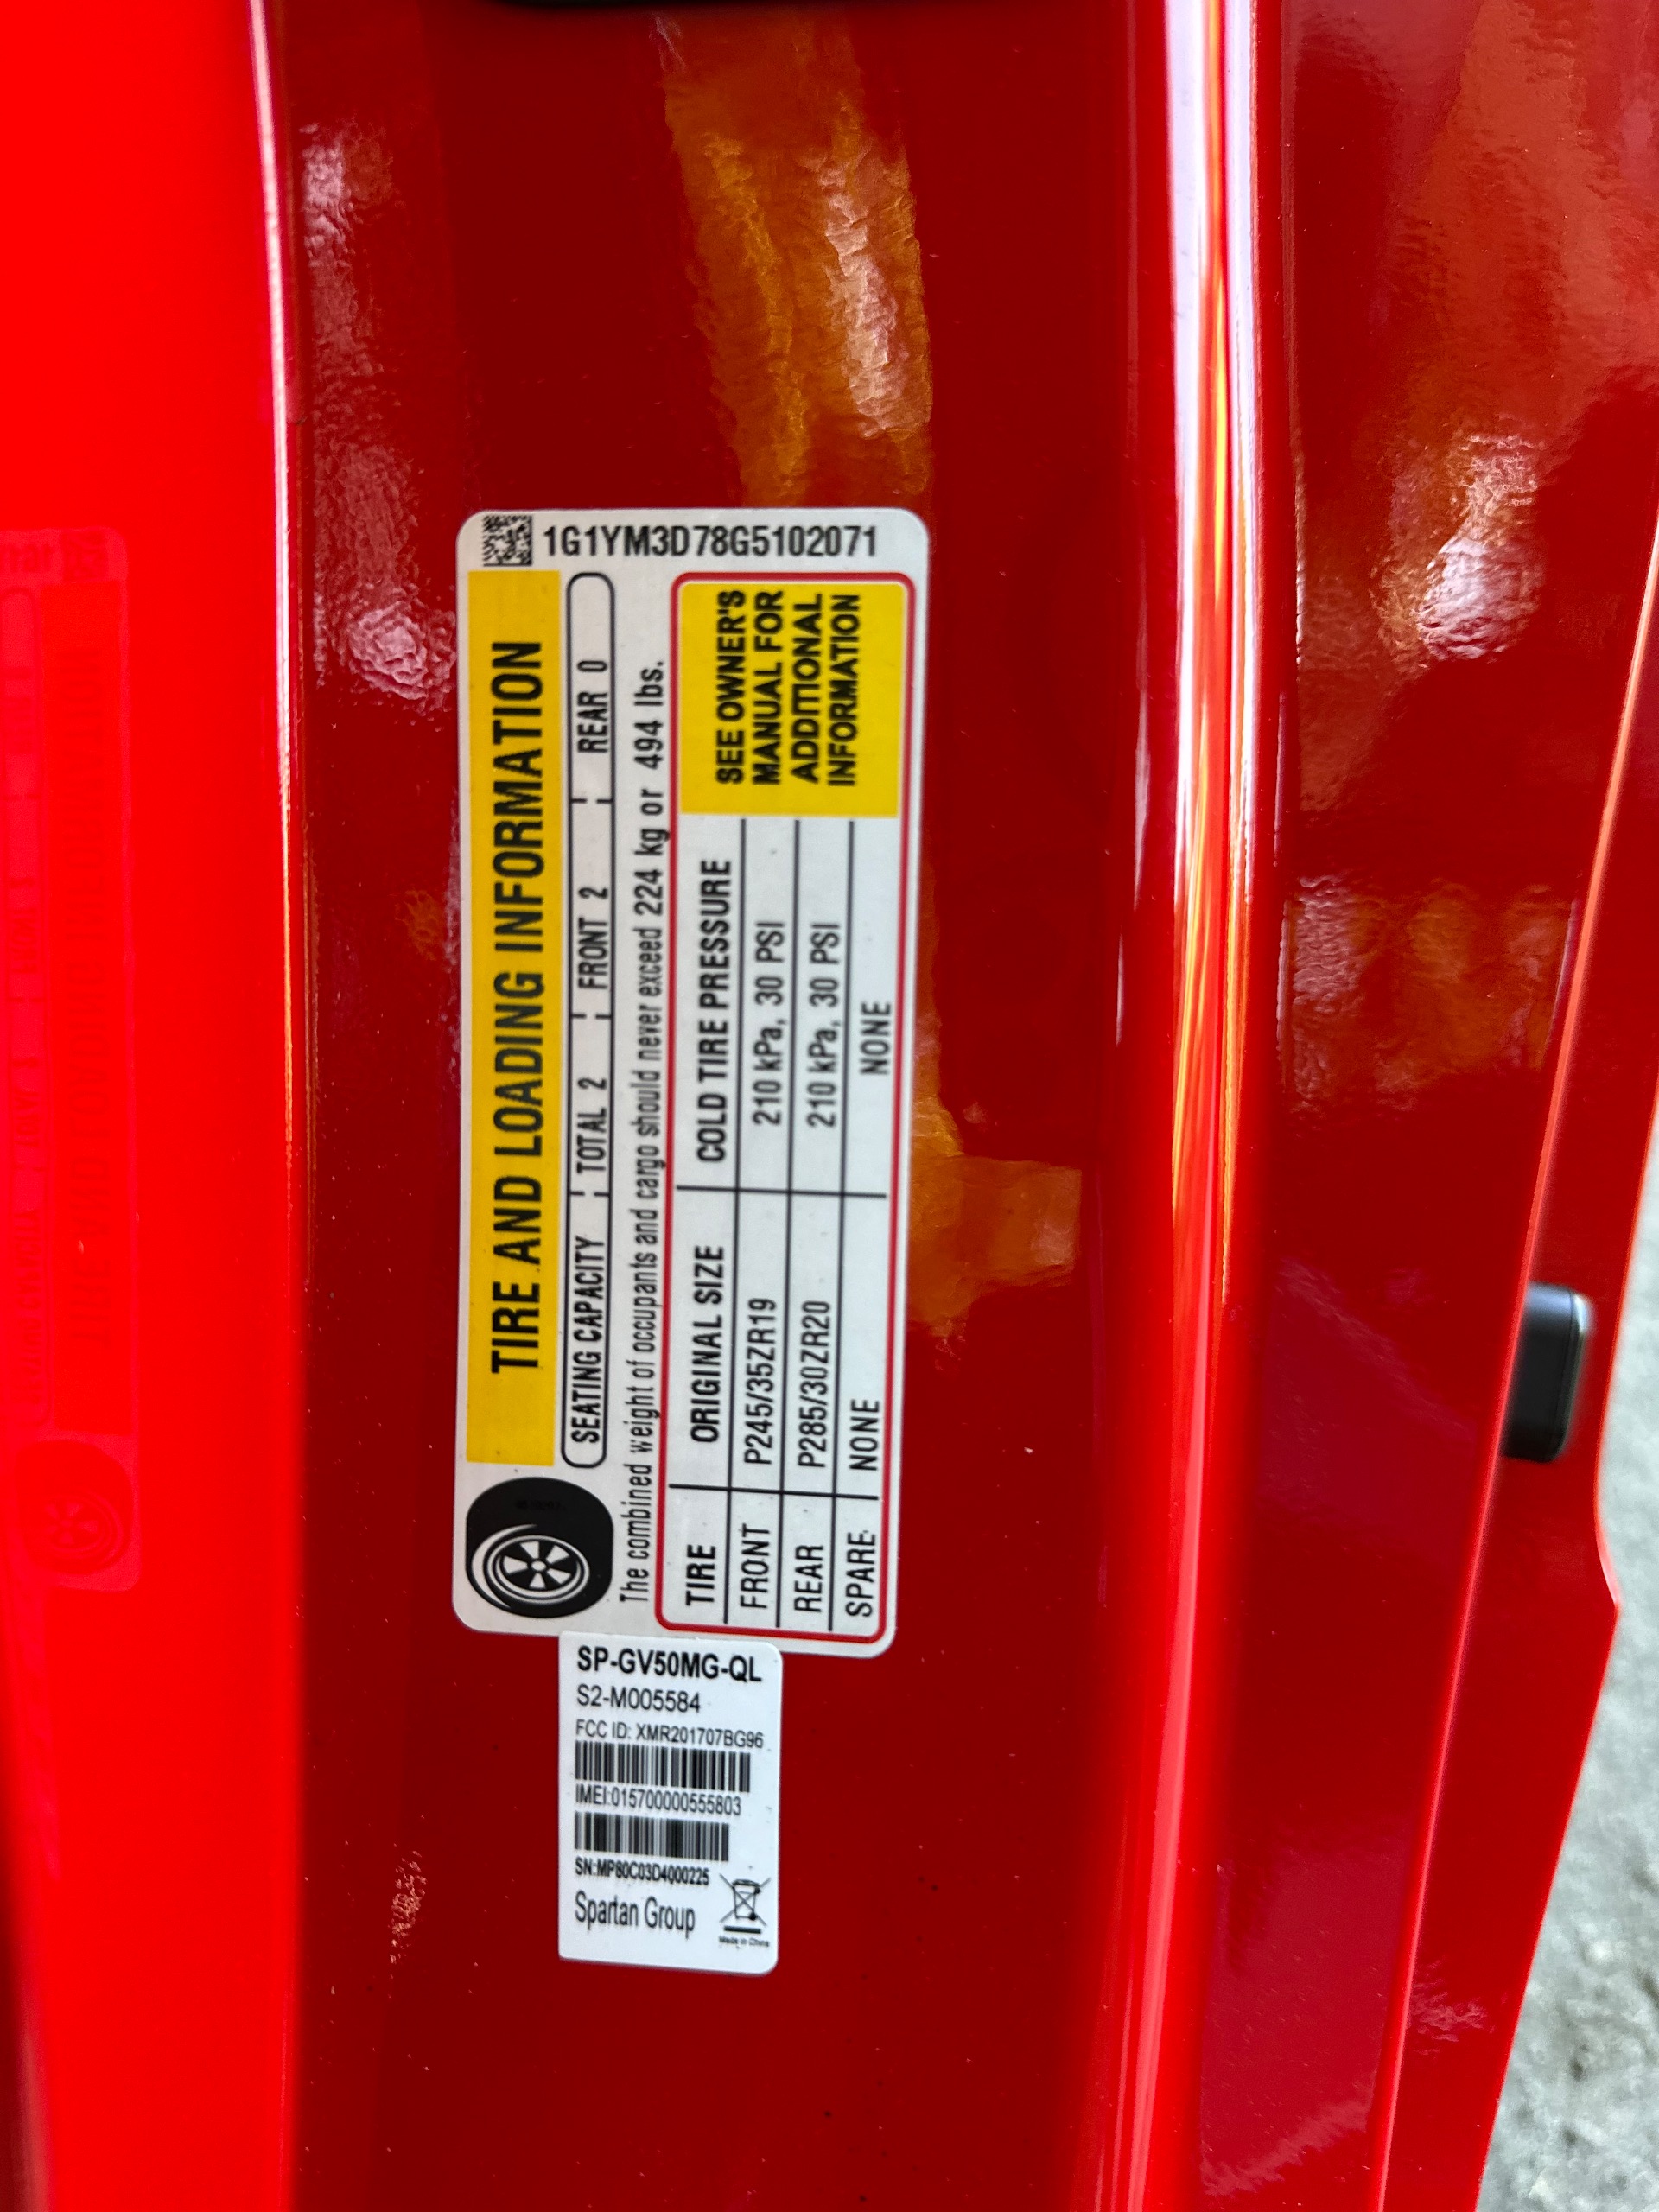 1G1YM3D78G5102071
TIRE AND LOADING INFORMATION
SEATING CAPACITY TOTAL 2 FRONT 2 REAR 0
The combined weight of occupants and cargo should never exceed 224 kg or 494 lbs.
TIRE ORIGINAL SIZE COLD TIRE PRESSURE
FRONT P245/35ZR19 210 kPa, 30 PSI
REAR P285/30ZR20 210 kPa, 30 PSI
SPARE NONE NONE
SEE OWNER'S
MANUAL FOR
ADDITIONAL
INFORMATION
SP-GV50MG-QL
S2-M005584
FCC ID: XMR201707BG96
IMEI:015700000555803
SN:MP80C03D4000225
Spartan Group
Made in China